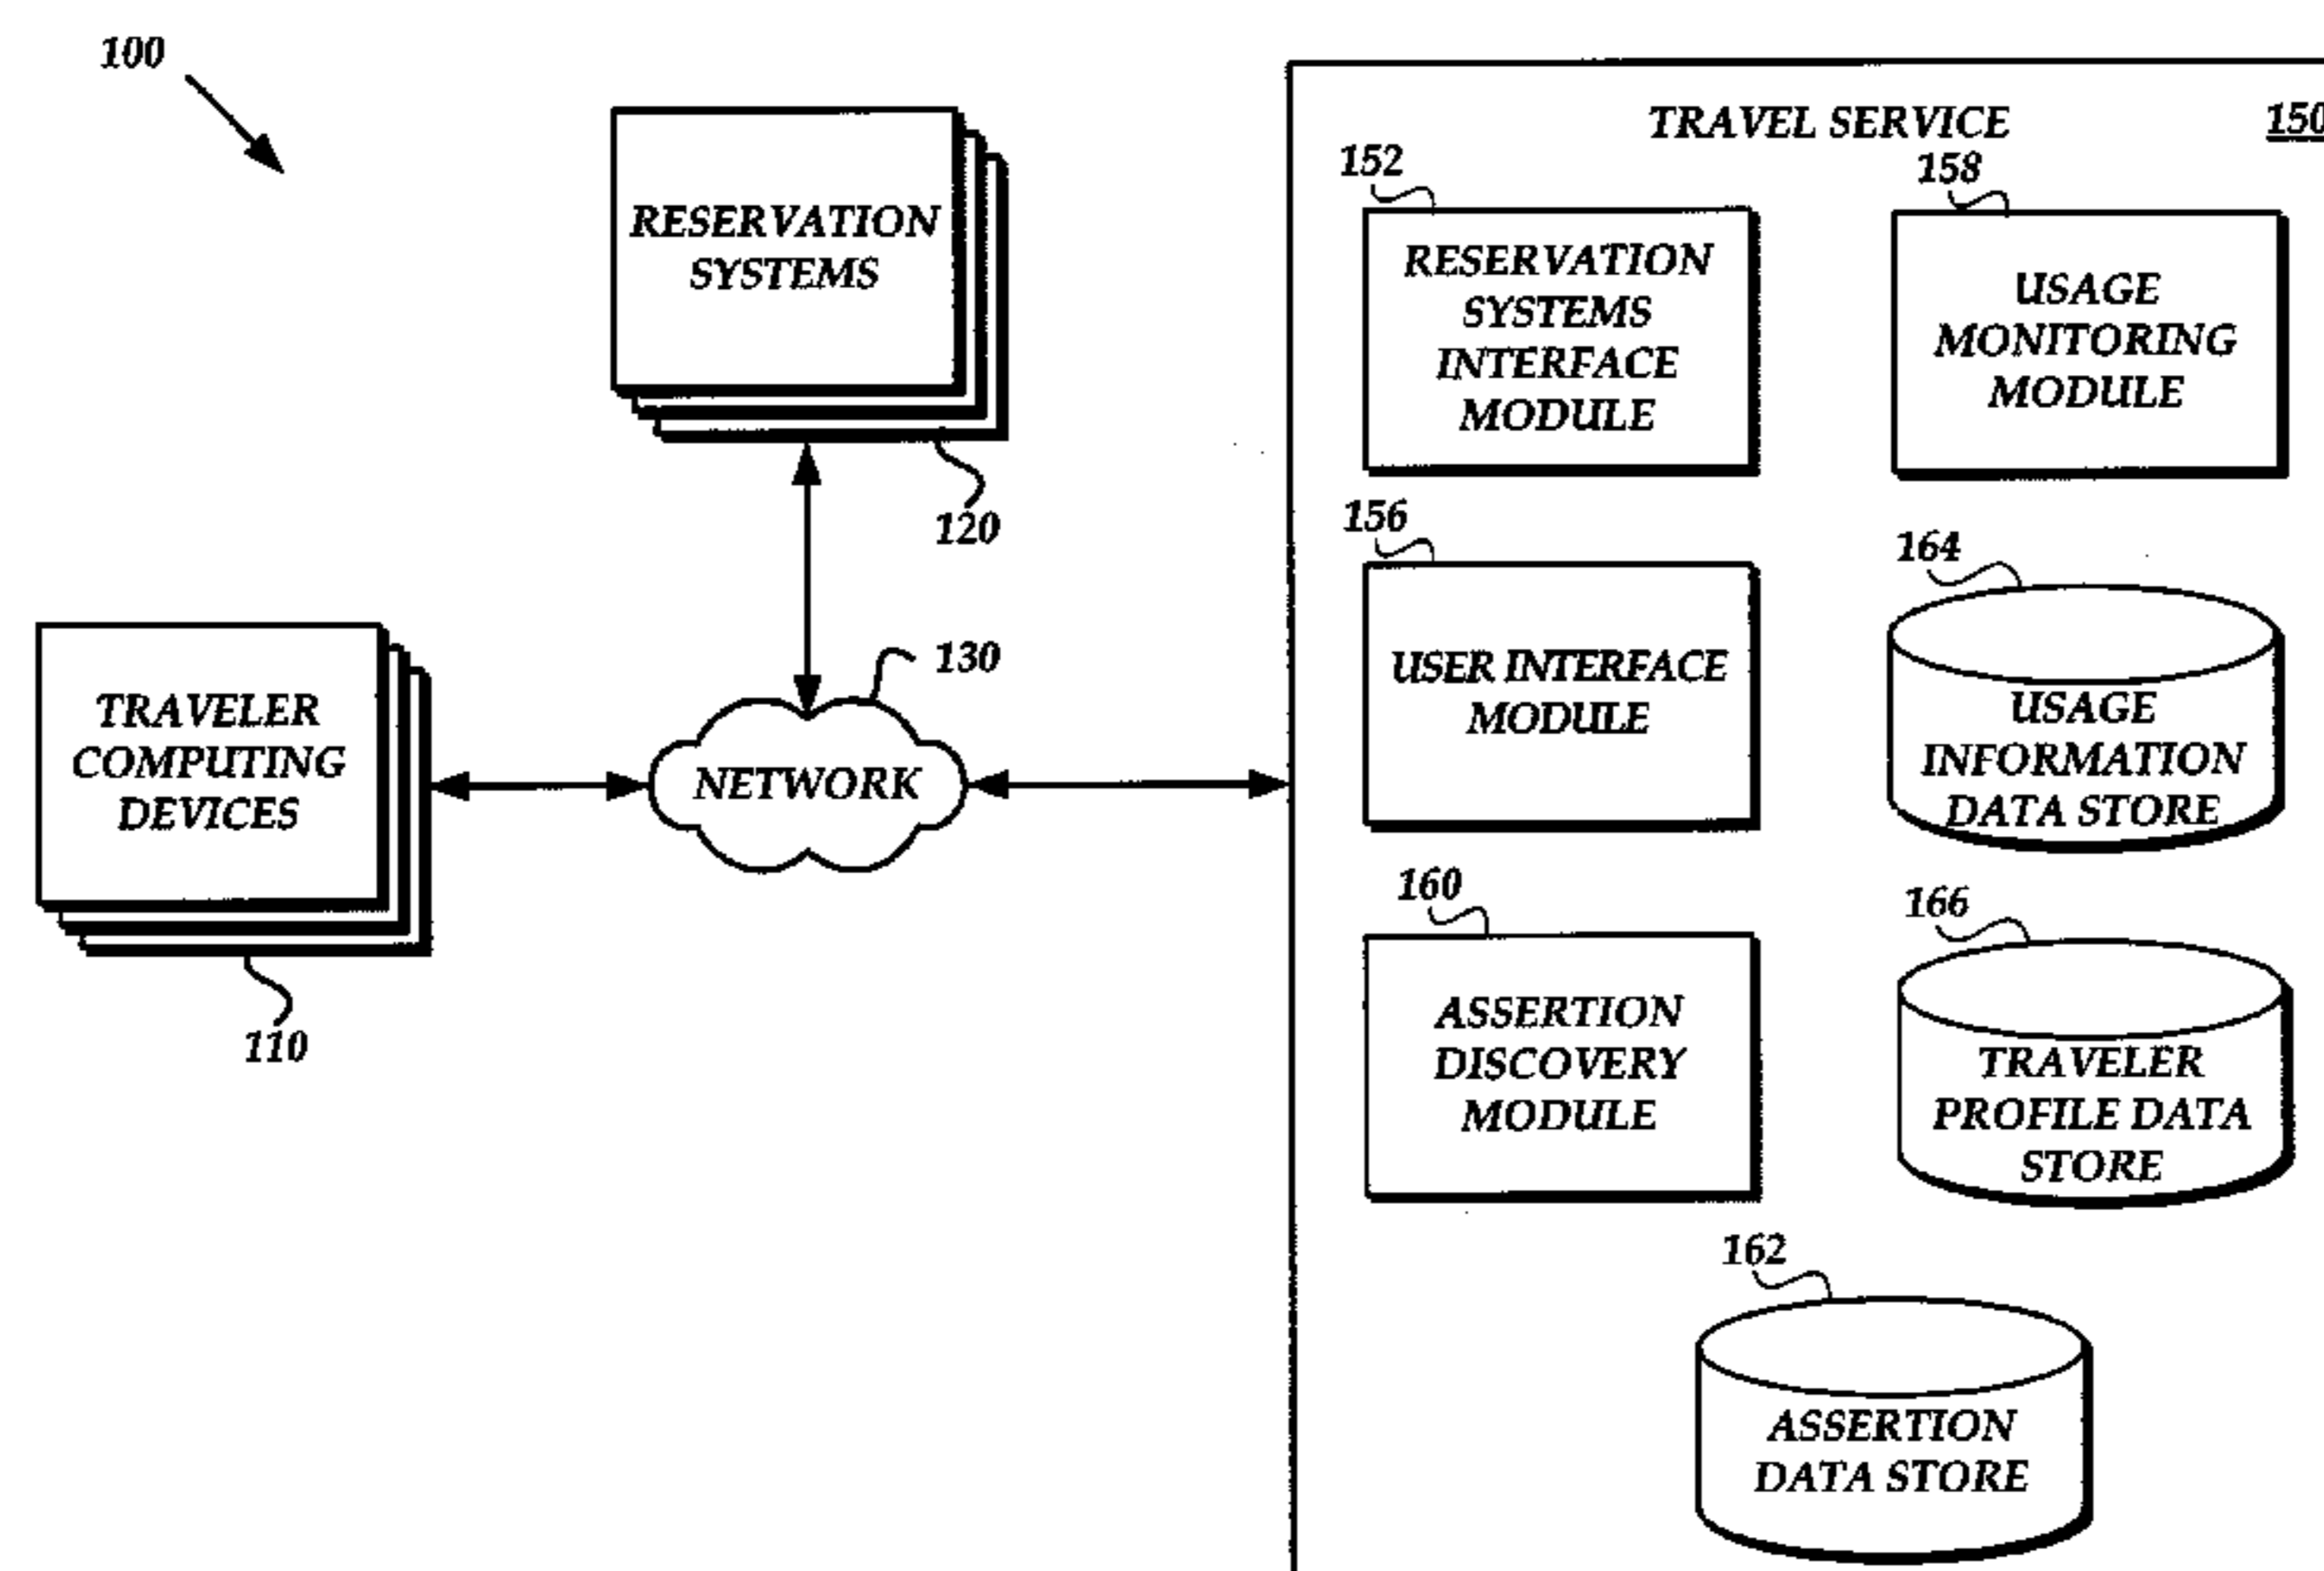 100
RESERVATION
SYSTEMS
120
TRAVELER
COMPUTING
DEVICES
110
130
NETWORK
TRAVEL SERVICE
150
152
RESERVATION
SYSTEMS
INTERFACE
MODULE
158
USAGE
MONITORING
MODULE
156
USER INTERFACE
MODULE
164
USAGE
INFORMATION
DATA STORE
160
ASSERTION
DISCOVERY
MODULE
166
TRAVELER
PROFILE DATA
STORE
162
ASSERTION
DATA STORE